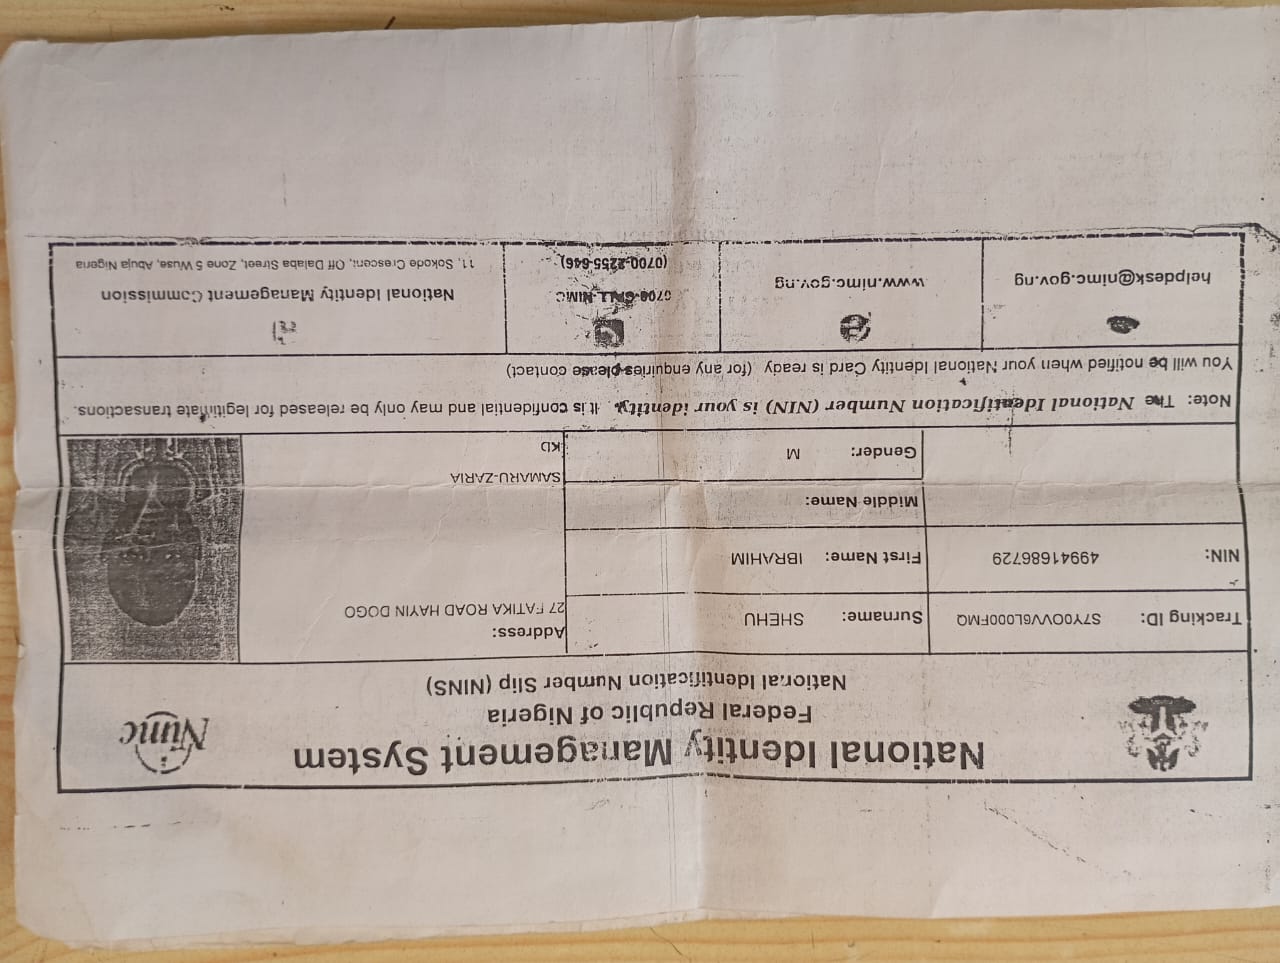 National Identity Management System
Federal Republic of Nigeria
National Identification Number Slip (NINS)
Nimc
Tracking ID: S7Y0OVV6L000FMQ
Surname: SHEHU
Address:
27 FATIKA ROAD HAYIN DOGO
NIN: 49941686729
First Name: IBRAHIM
Middle Name:
SAMARU-ZARIA
Gender: M
KD
Note: The National Identification Number (NIN) is your identity. It is confidential and may only be released for legitimate transactions.
You will be notified when your National Identity Card is ready (for any enquiries please contact)
helpdesk@nimc.gov.ng
www.nimc.gov.ng
0700-CALL-NIMC
(0700-2255-646)
National Identity Management Commission
11, Sokode Crescent, Off Dalaba Street, Zone 5 Wuse, Abuja Nigeria